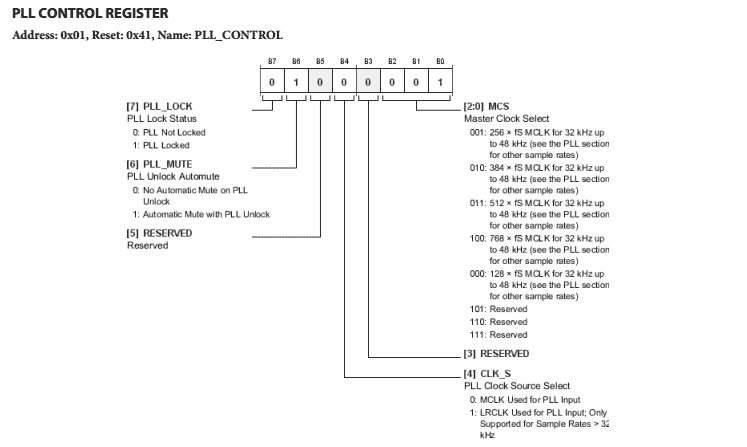 PLL CONTROL REGISTER
Address: 0x01, Reset: 0x41, Name: PLL_CONTROL
B7 B6 B5 B4 B3 B2 B1 B0
0 1 0 0 0 0 0 1
[7] PLL_LOCK
PLL Lock Status
0: PLL Not Locked
1: PLL Locked
[6] PLL_MUTE
PLL Unlock Automute
0: No Automatic Mute on PLL
Unlock
1: Automatic Mute with PLL Unlock
[5] RESERVED
Reserved
[2:0] MCS
Master Clock Select
001: 256 × fS MCLK for 32 kHz up
to 48 kHz (see the PLL section
for other sample rates)
010: 384 × fS MCLK for 32 kHz up
to 48 kHz (see the PLL section
for other sample rates)
011: 512 × fS MCLK for 32 kHz up
to 48 kHz (see the PLL section
for other sample rates)
100: 768 × fS MCLK for 32 kHz up
to 48 kHz (see the PLL section
for other sample rates)
000: 128 × fS MCLK for 32 kHz up
to 48 kHz (see the PLL section
for other sample rates)
101: Reserved
110: Reserved
111: Reserved
[3] RESERVED
[4] CLK_S
PLL Clock Source Select
0: MCLK Used for PLL Input
1: LRCLK Used for PLL Input; Only
Supported for Sample Rates > 32
kHz